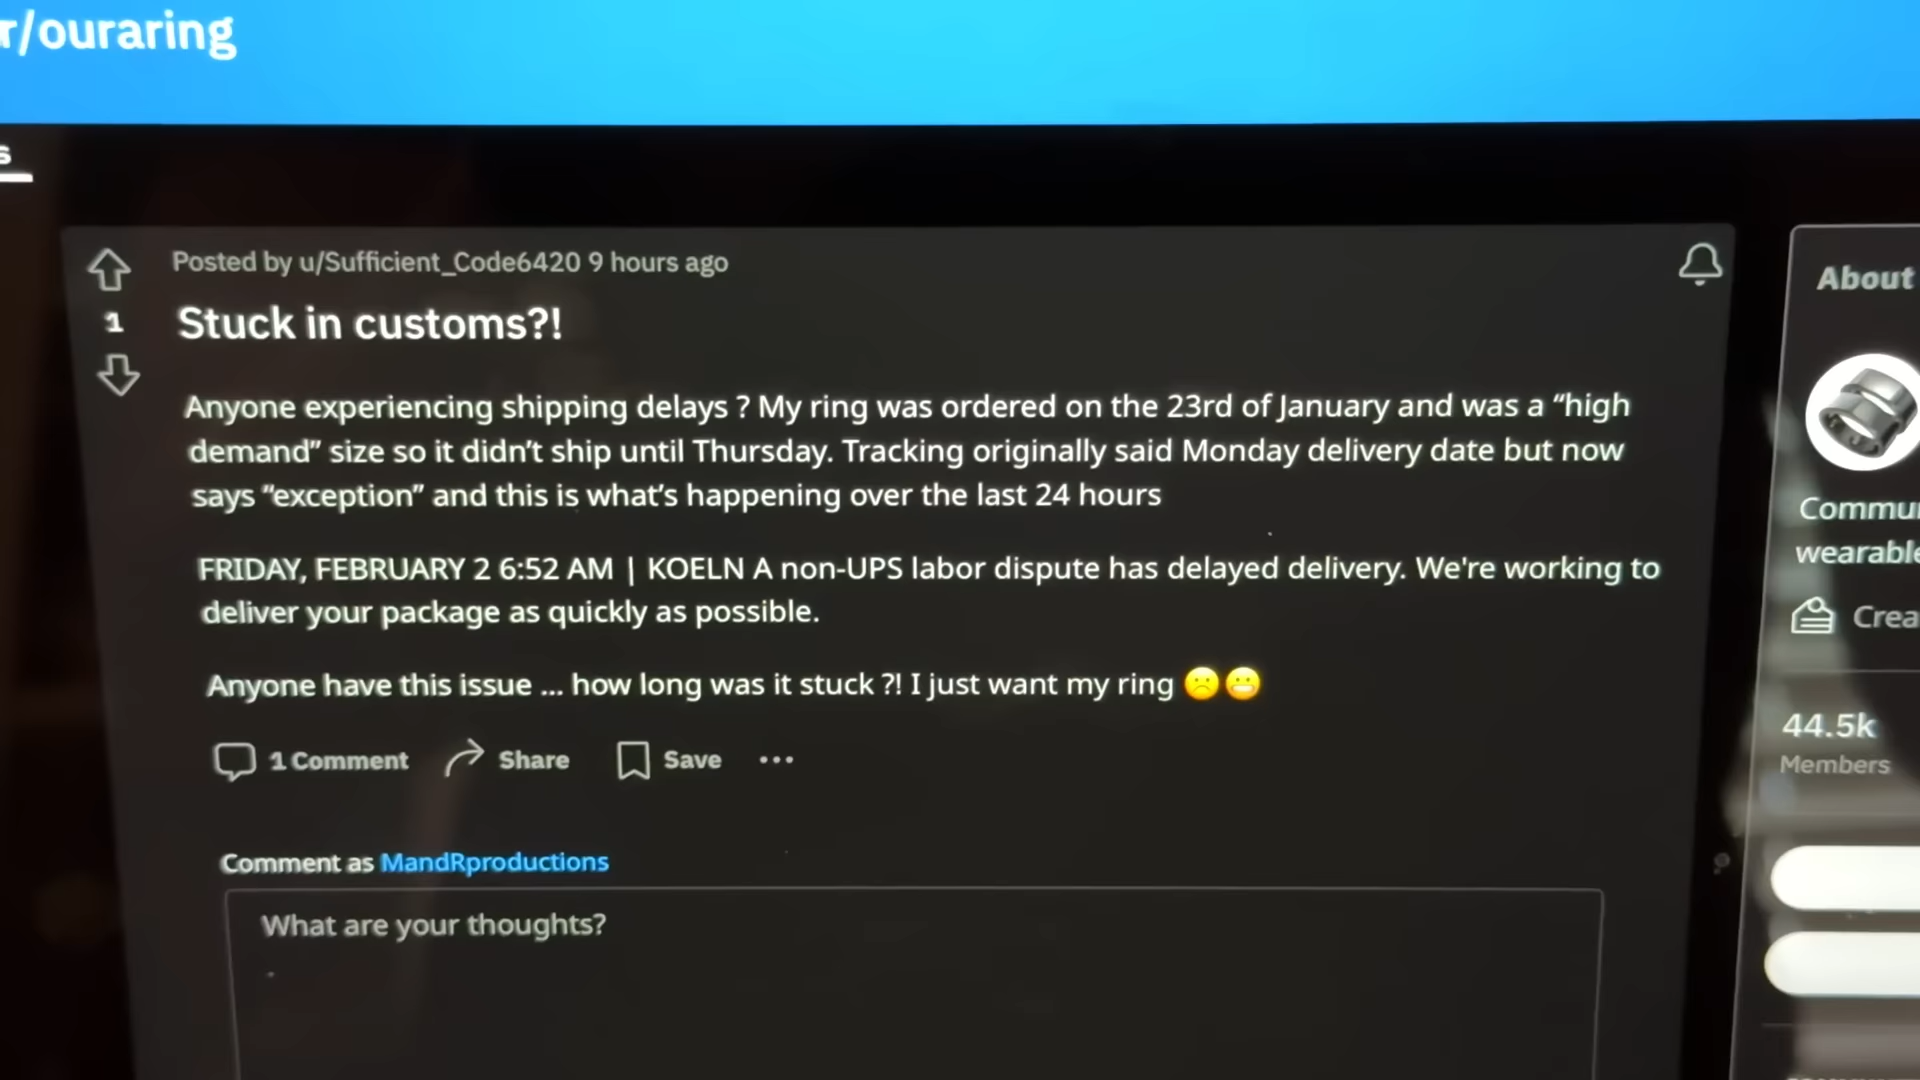 r/ouraring
s
Posted by u/Sufficient_Code6420 9 hours ago
1
Stuck in customs?!
Anyone experiencing shipping delays ? My ring was ordered on the 23rd of January and was a “high
demand” size so it didn’t ship until Thursday. Tracking originally said Monday delivery date but now
says “exception” and this is what’s happening over the last 24 hours
FRIDAY, FEBRUARY 2 6:52 AM | KOELN A non-UPS labor dispute has delayed delivery. We're working to
deliver your package as quickly as possible.
Anyone have this issue ... how long was it stuck ?! I just want my ring 🙁😬
1 Comment Share Save ...
Comment as MandRproductions
What are your thoughts?
About
Commun
wearable
Crea
44.5k
Members